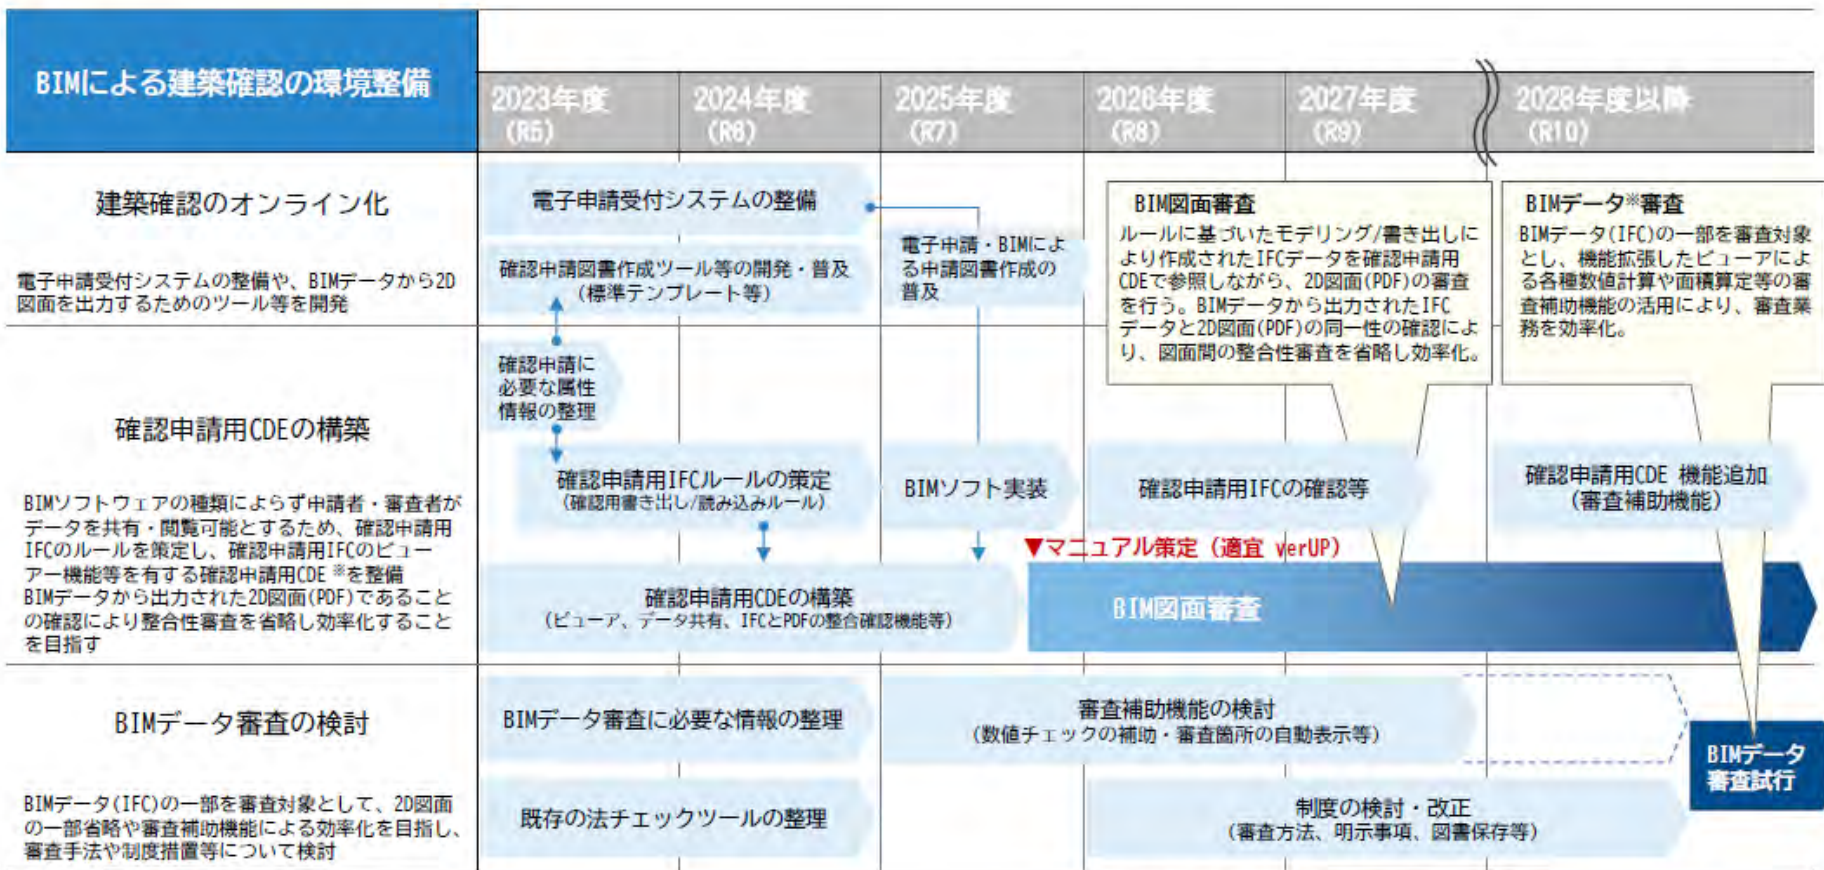 BIMによる建築確認の環境整備
2023年度
(R5)
2024年度
(R6)
2025年度
(R7)
2026年度
(R8)
2027年度
(R9)
2028年度以降
(R10)
建築確認のオンライン化
電子申請受付システムの整備や、BIMデータから2D
図面を出力するためのツール等を開発
電子申請受付システムの整備
確認申請図書作成ツール等の開発・普及
(標準テンプレート等)
電子申請・BIMによ
る申請図書作成の
普及
BIM図面審査
ルールに基づいたモデリング/書き出しに
より作成されたIFCデータを確認申請用
CDEで参照しながら、2D図面(PDF)の審査
を行う。BIMデータから出力されたIFC
データと2D図面(PDF)の同一性の確認によ
り、図面間の整合性審査を省略し効率化。
BIMデータ※審査
BIMデータ(IFC)の一部を審査対象
とし、機能拡張したビューアによ
る各種数値計算や面積算定等の審
査補助機能の活用により、審査業
務を効率化。
確認申請用CDEの構築
BIMソフトウェアの種類によらず申請者・審査者が
データを共有・閲覧可能とするため、確認申請用
IFCのルールを策定し、確認申請用IFCのビュー
アー機能等を有する確認申請用CDE ※を整備
BIMデータから出力された2D図面(PDF)であること
の確認により整合性審査を省略し効率化すること
を目指す
確認申請に
必要な属性
情報の整理
確認申請用IFCルールの策定
(確認用書き出し/読み込みルール)
BIMソフト実装
確認申請用IFCの確認等
確認申請用CDE 機能追加
(審査補助機能)
▼マニュアル策定(適宜 verUP)
確認申請用CDEの構築
(ビューア、データ共有、IFCとPDFの整合確認機能等)
BIM図面審査
BIMデータ審査の検討
BIMデータ(IFC)の一部を審査対象として、2D図面
の一部省略や審査補助機能による効率化を目指し、
審査手法や制度措置等について検討
BIMデータ審査に必要な情報の整理
審査補助機能の検討
(数値チェックの補助・審査箇所の自動表示等)
BIMデータ
審査試行
既存の法チェックツールの整理
制度の検討・改正
(審査方法、明示事項、図書保存等)